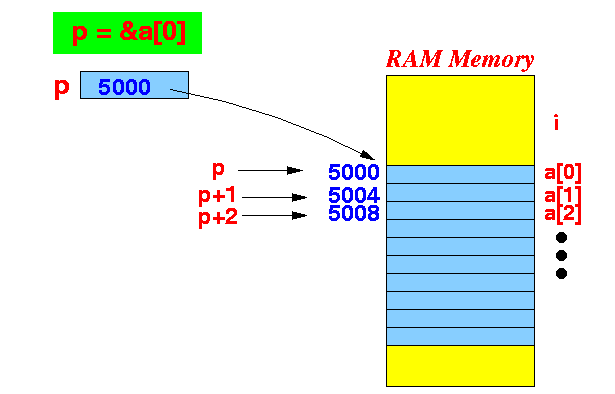 p = &a[0]
RAM Memory
p 5000
i
p 5000 a[0]
p+1 5004 a[1]
p+2 5008 a[2]